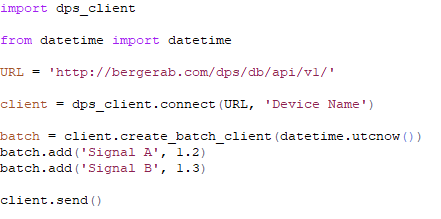 import dps_client
from datetime import datetime
URL = 'http://bergerab.com/dps/db/api/v1/'
client = dps_client.connect(URL, 'Device Name')
batch = client.create_batch_client(datetime.utcnow())
batch.add('Signal A', 1.2)
batch.add('Signal B', 1.3)
client.send()